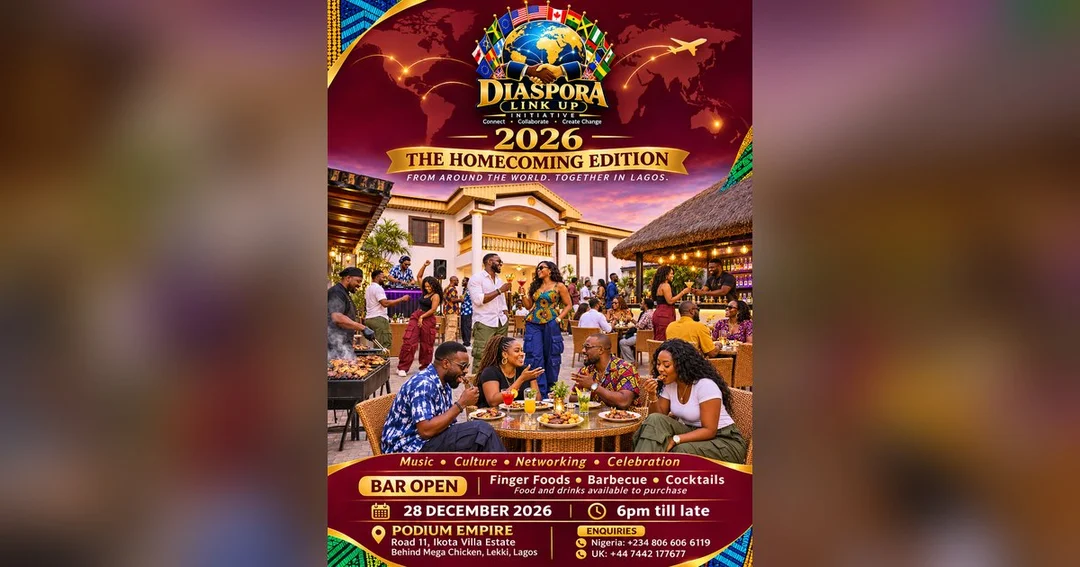 DIASPORA
LINK UP
INITIATIVE
Connect • Collaborate • Create Change
2026
THE HOMECOMING EDITION
FROM AROUND THE WORLD. TOGETHER IN LAGOS.
Music • Culture • Networking • Celebration
BAR OPEN
Finger Foods • Barbecue • Cocktails
Food and drinks available to purchase
28 DECEMBER 2026 | 6pm till late
PODIUM EMPIRE
Road 11, Ikota Villa Estate
Behind Mega Chicken, Lekki, Lagos
ENQUIRIES
Nigeria: +234 806 606 6119
UK: +44 7442 177677